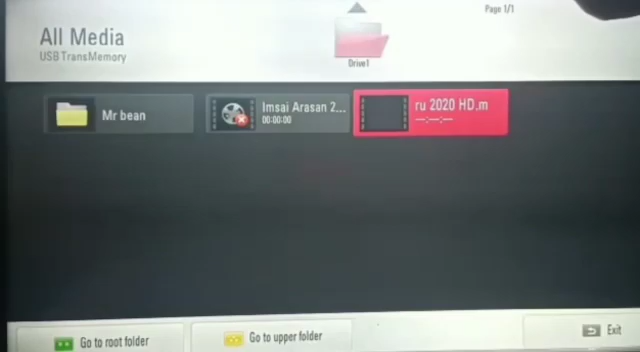 Page 1/1
All Media
USB TransMemory
Drive1
Mr bean
Imsai Arasan 2...
00:00:00
ru 2020 HD.m
--:--:--
Go to root folder
Go to upper folder
Exit